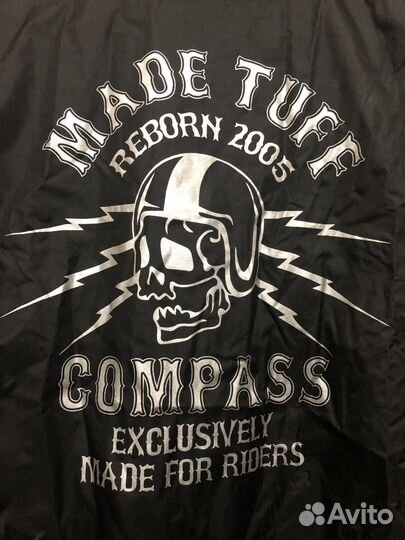 MADE TUFF
REBORN 2005
COMPASS
EXCLUSIVELY
MADE FOR RIDERS
Avito